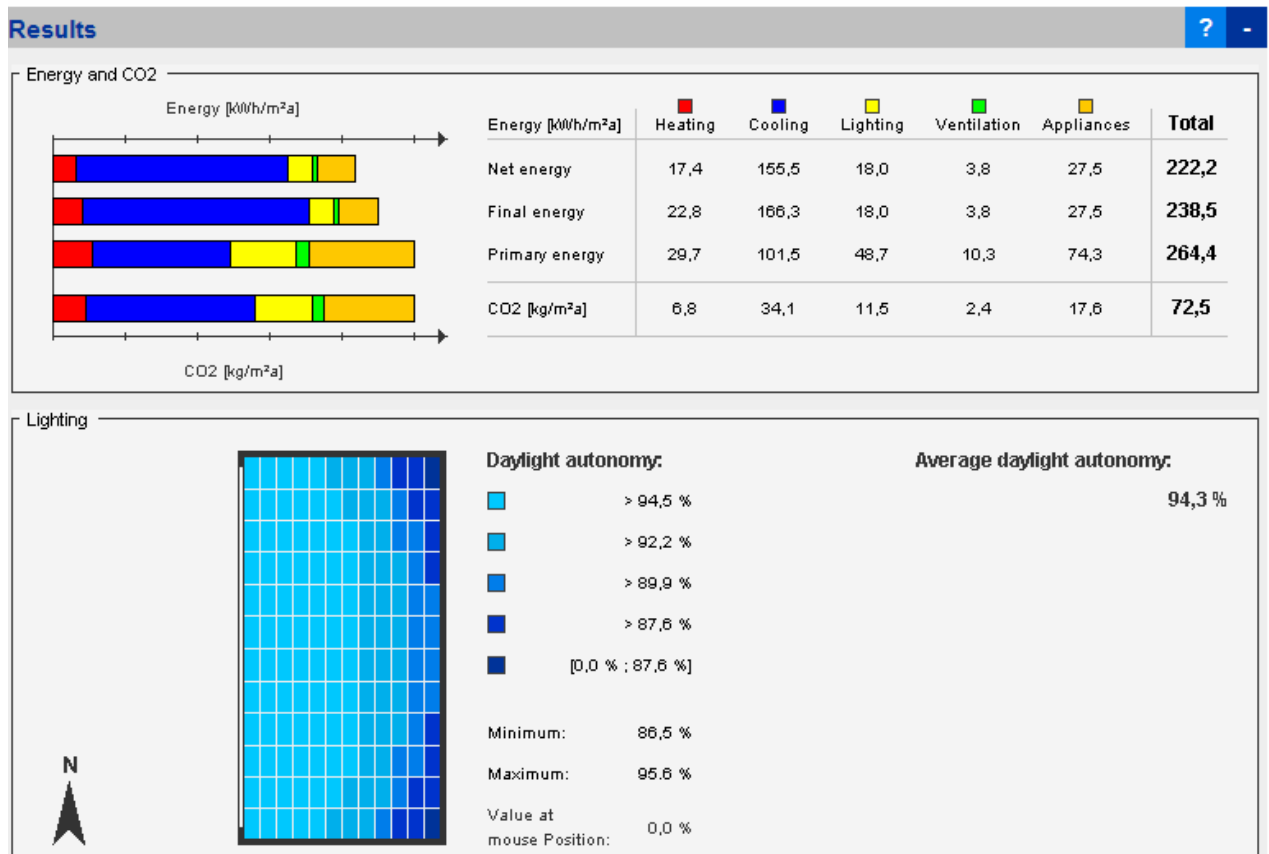 Results ? -
Energy and CO2
Energy [kWh/m²a]
Energy [kWh/m²a] Heating Cooling Lighting Ventilation Appliances Total
Net energy 17,4 155,5 18,0 3,8 27,5 222,2
Final energy 22,8 166,3 18,0 3,8 27,5 238,5
Primary energy 29,7 101,5 48,7 10,3 74,3 264,4
CO2 [kg/m²a] 6,8 34,1 11,5 2,4 17,6 72,5
CO2 [kg/m²a]
Lighting
Daylight autonomy: Average daylight autonomy:
> 94,5 % 94,3 %
> 92,2 %
> 89,9 %
> 87,6 %
[0,0 % ; 87,6 %]
Minimum: 86,5 %
N
Maximum: 95,6 %
Value at
mouse Position: 0,0 %